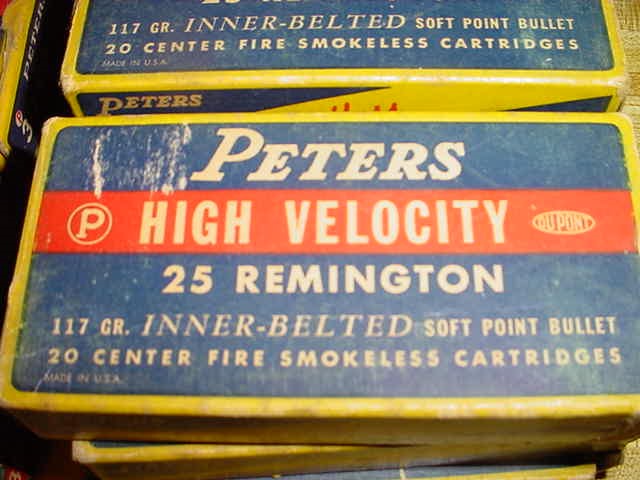 117 GR. INNER-BELTED SOFT POINT BULLET
20 CENTER FIRE SMOKELESS CARTRIDGES
MADE IN U.S.A.
PETERS
PETERS
PETERS
P HIGH VELOCITY DU PONT
25 REMINGTON
117 GR. INNER-BELTED SOFT POINT BULLET
20 CENTER FIRE SMOKELESS CARTRIDGES
MADE IN U.S.A.